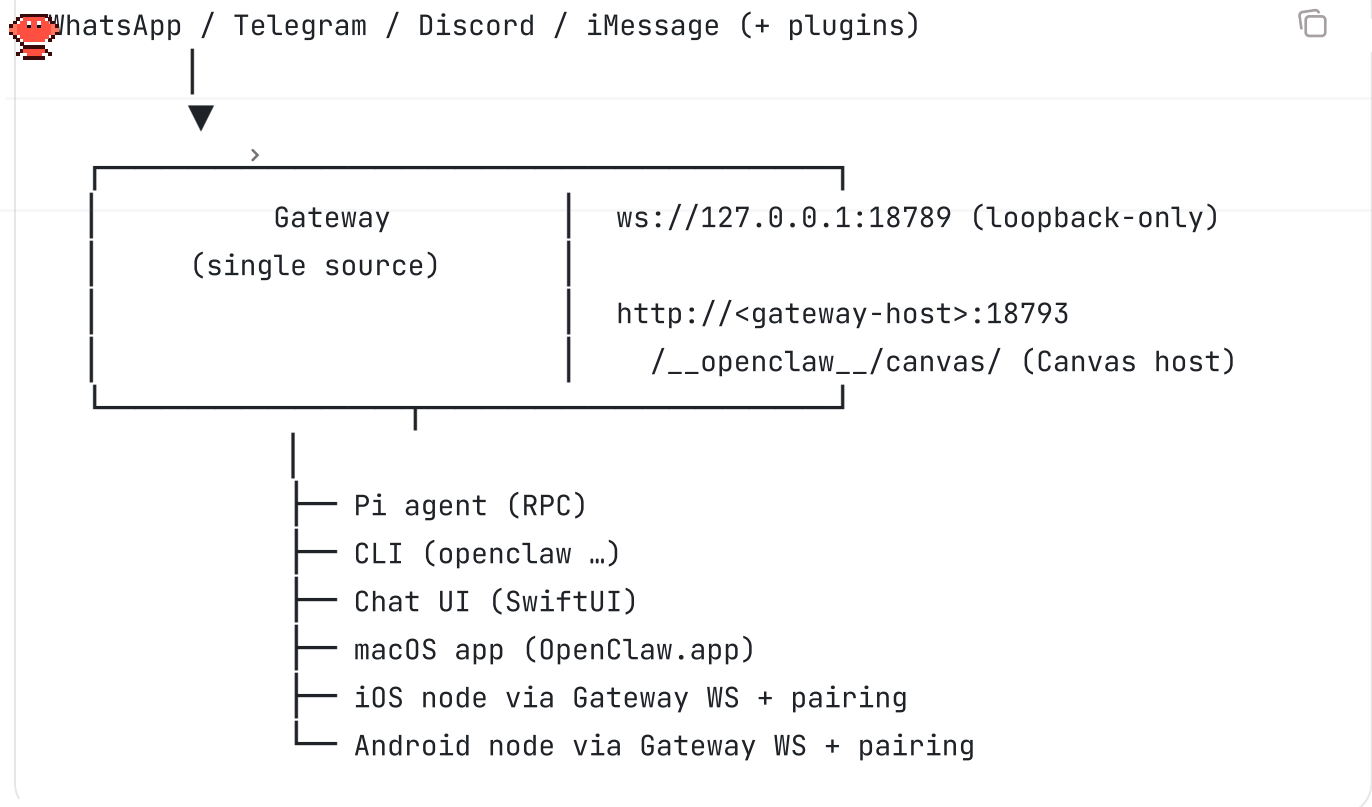 WhatsApp / Telegram / Discord / iMessage (+ plugins)
Gateway ws://127.0.0.1:18789 (loopback-only)
(single source)
http://<gateway-host>:18793
/__openclaw__/canvas/ (Canvas host)
Pi agent (RPC)
CLI (openclaw …)
Chat UI (SwiftUI)
macOS app (OpenClaw.app)
iOS node via Gateway WS + pairing
Android node via Gateway WS + pairing